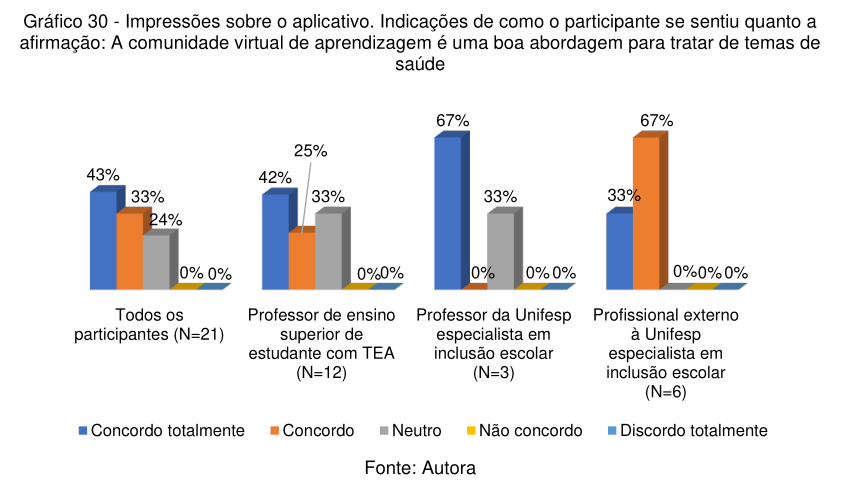 Gráfico 30 - Impressões sobre o aplicativo. Indicações de como o participante se sentiu quanto a
afirmação: A comunidade virtual de aprendizagem é uma boa abordagem para tratar de temas de
saúde
43%
33%
24%
0%
0%
42%
25%
33%
0%
0%
67%
0%
33%
0%
0%
33%
67%
0%
0%
0%
Todos os
participantes (N=21)
Professor de ensino
superior de
estudante com TEA
(N=12)
Professor da Unifesp
especialista em
inclusão escolar
(N=3)
Profissional externo
à Unifesp
especialista em
inclusão escolar
(N=6)
Concordo totalmente
Concordo
Neutro
Não concordo
Discordo totalmente
Fonte: Autora